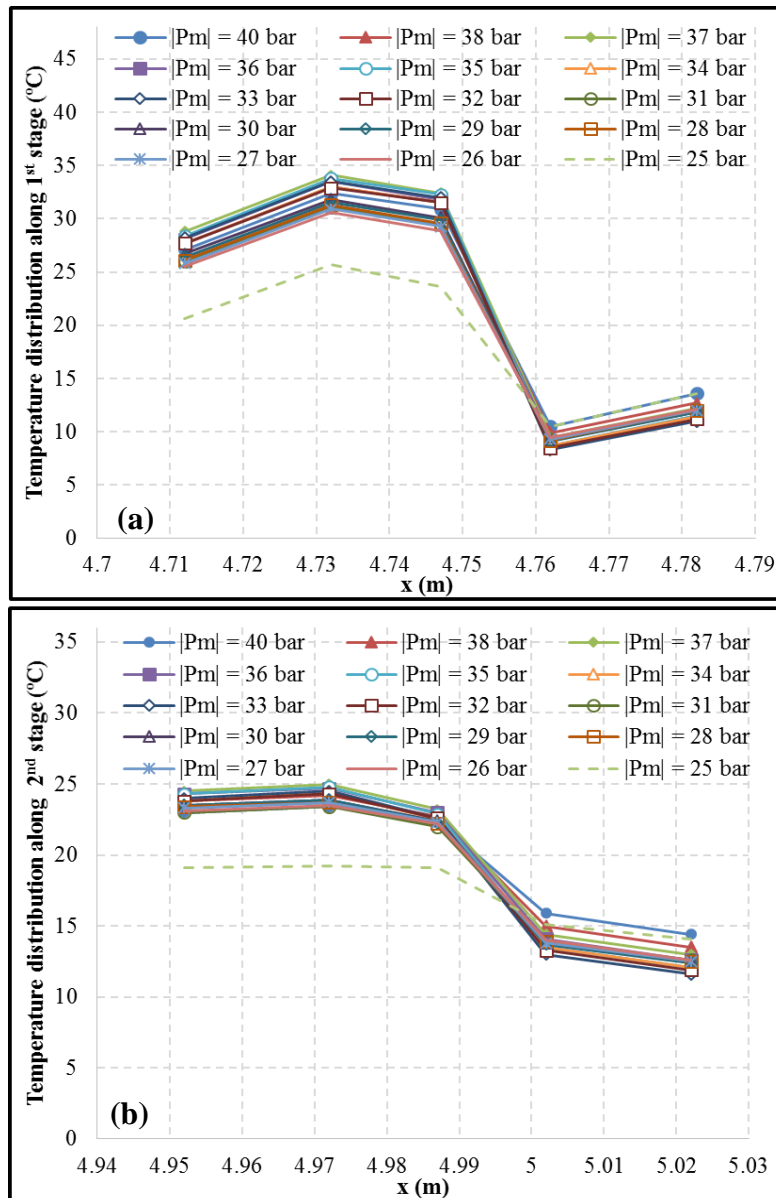 Temperature distribution along 1st stage (°C)
45
40
35
30
25
20
15
10
5
0
|Pm| = 40 bar |Pm| = 38 bar |Pm| = 37 bar
|Pm| = 36 bar |Pm| = 35 bar |Pm| = 34 bar
|Pm| = 33 bar |Pm| = 32 bar |Pm| = 31 bar
|Pm| = 30 bar |Pm| = 29 bar |Pm| = 28 bar
|Pm| = 27 bar |Pm| = 26 bar |Pm| = 25 bar
(a)
4.7 4.71 4.72 4.73 4.74 4.75 4.76 4.77 4.78 4.79
x (m)
Temperature distribution along 2nd stage (°C)
35
30
25
20
15
10
5
0
|Pm| = 40 bar |Pm| = 38 bar |Pm| = 37 bar
|Pm| = 36 bar |Pm| = 35 bar |Pm| = 34 bar
|Pm| = 33 bar |Pm| = 32 bar |Pm| = 31 bar
|Pm| = 30 bar |Pm| = 29 bar |Pm| = 28 bar
|Pm| = 27 bar |Pm| = 26 bar |Pm| = 25 bar
(b)
4.94 4.95 4.96 4.97 4.98 4.99 5 5.01 5.02 5.03
x (m)